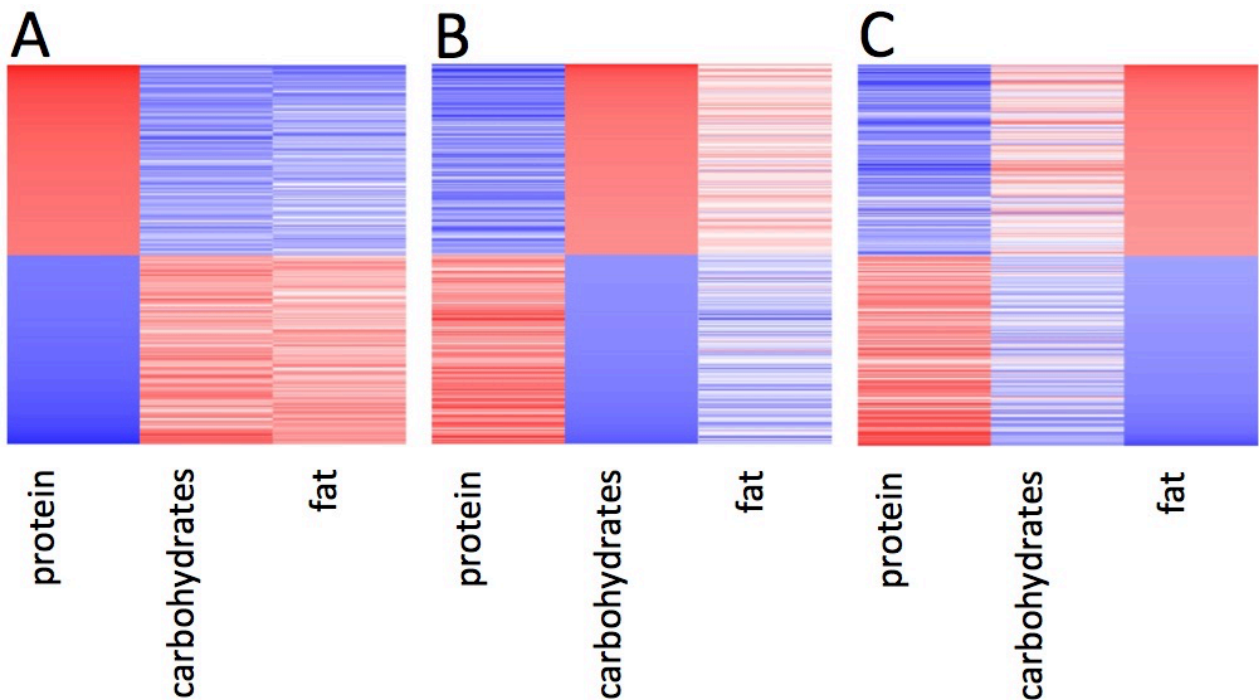 A
B
C
protein
carbohydrates
fat
protein
carbohydrates
fat
protein
carbohydrates
fat